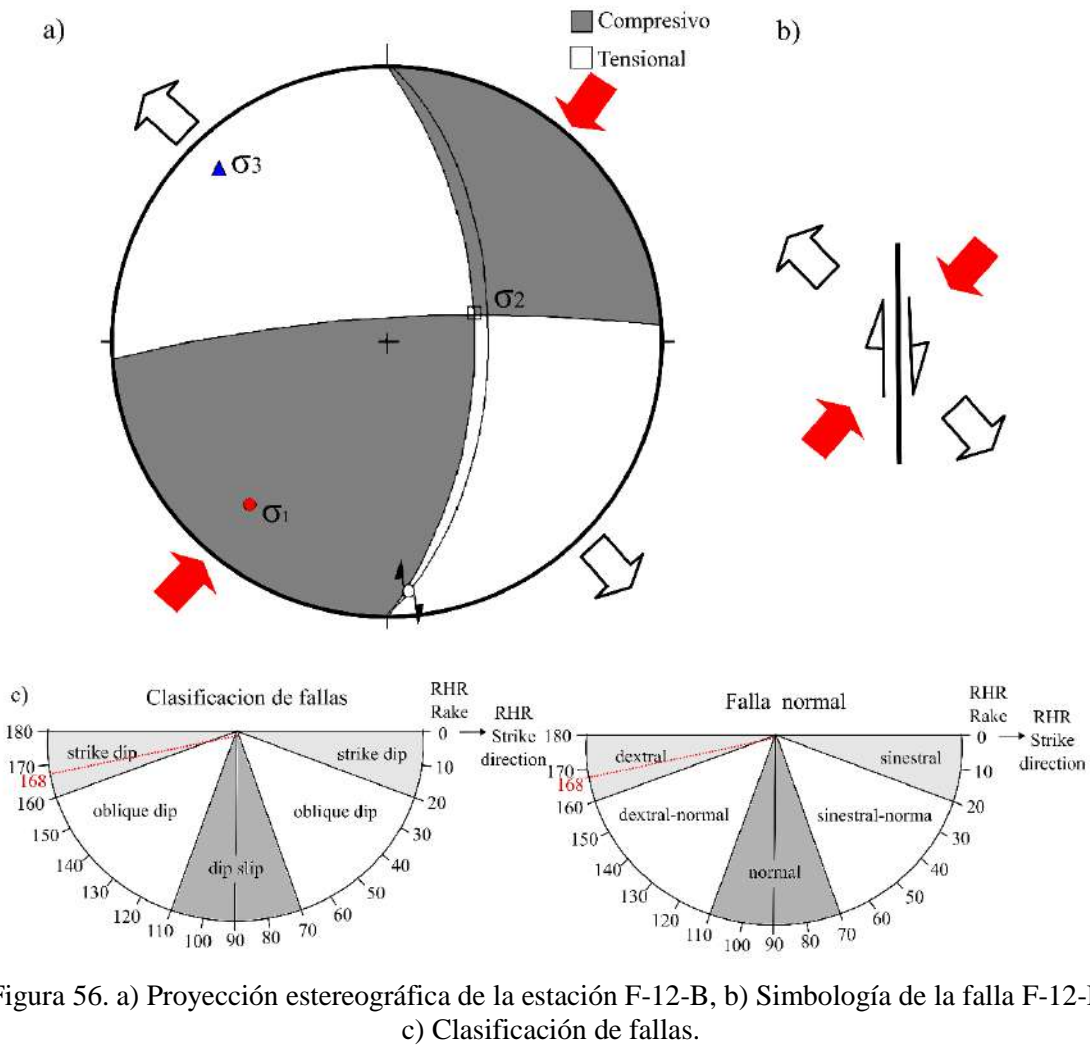 a)
Compresivo
Tensional
b)
σ3
σ2
σ1
c)
Clasificacion de fallas
RHR
Rake
RHR
Strike
direction
180
170
168
160
150
140
130
120
110
100
90
80
70
60
50
40
30
20
10
0
strike dip
strike dip
oblique dip
oblique dip
dip slip
Falla normal
RHR
Rake
RHR
Strike
direction
180
170
168
160
150
140
130
120
110
100
90
80
70
60
50
40
30
20
10
0
dextral
sinestral
dextral-normal
sinestral-norma
normal
Figura 56. a) Proyección estereográfica de la estación F-12-B, b) Simbología de la falla F-12-
c) Clasificación de fallas.